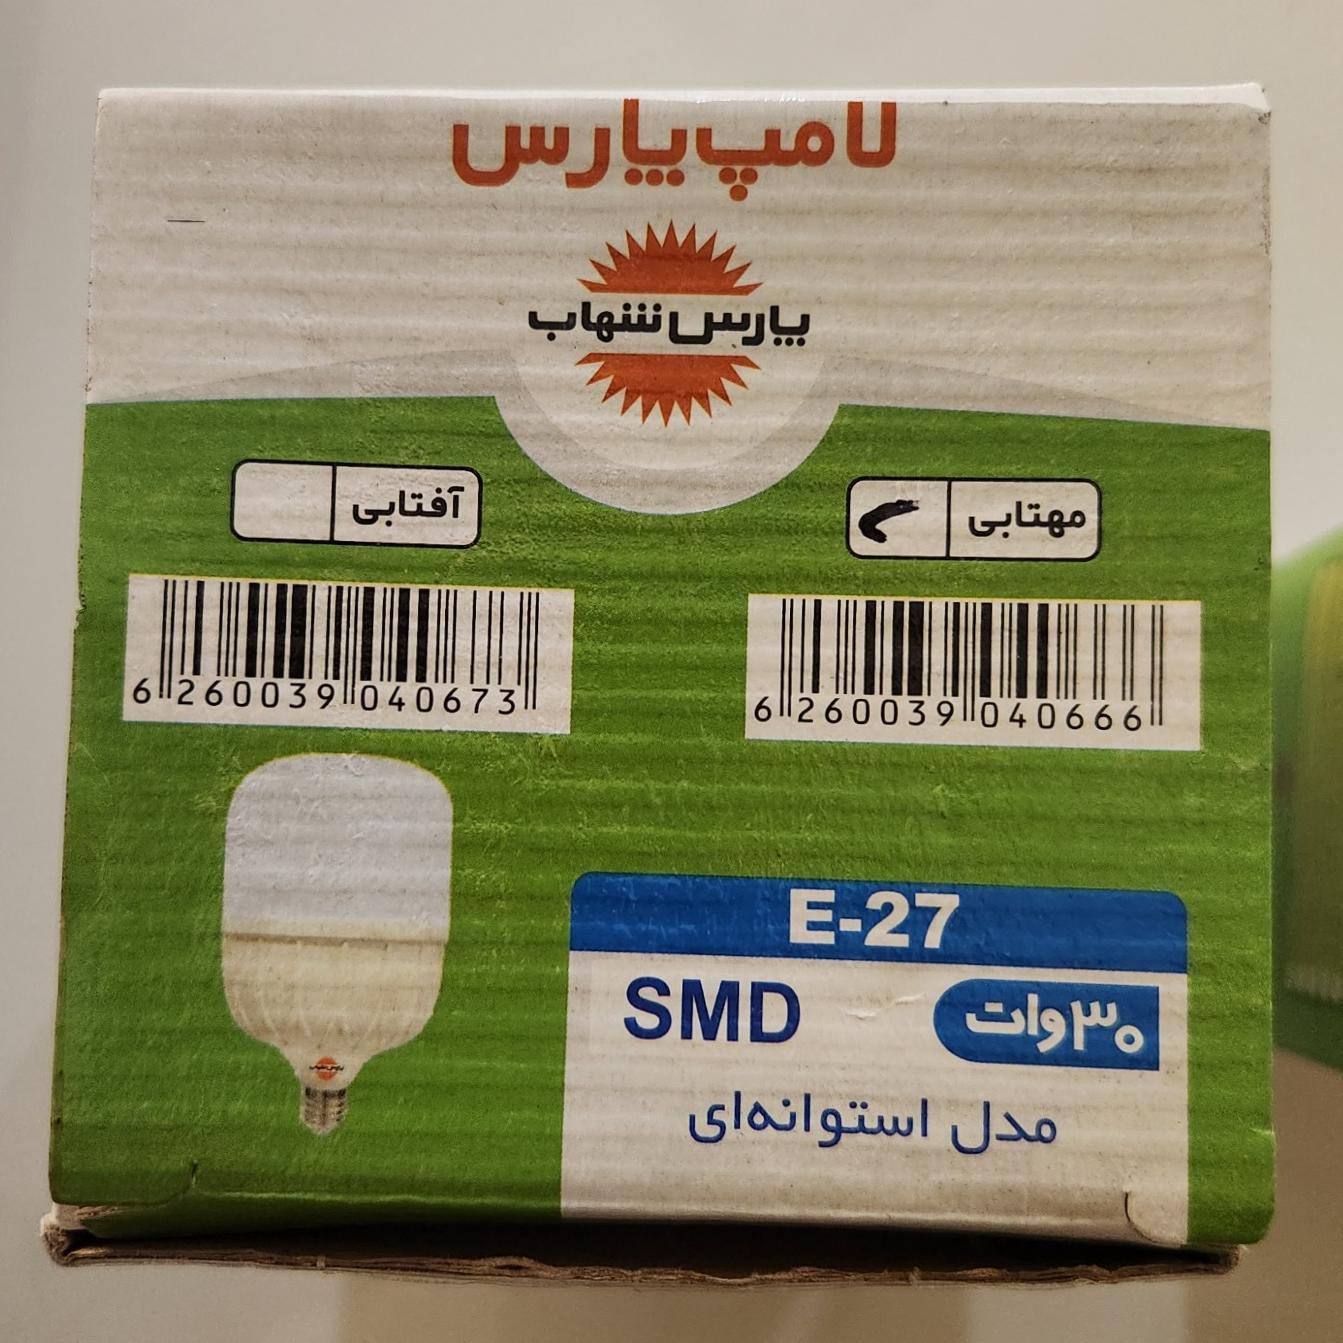 لامپ پارس
پارس شهاب
مهتابی
آفتابی
6 260039 040673
6 260039 040666
E-27
SMD
۳۰ وات
مدل استوانه‌ای